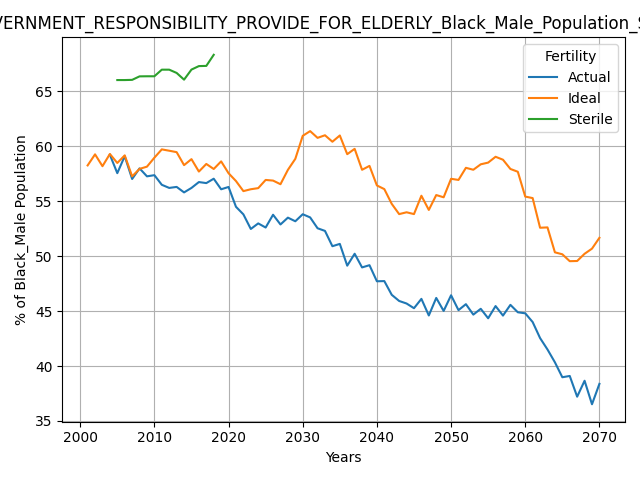 VERNMENT_RESPONSIBILITY_PROVIDE_FOR_ELDERLY_Black_Male_Population_
Fertility
Actual
Ideal
Sterile
% of Black_Male Population
65
60
55
50
45
40
35
2000
2010
2020
2030
2040
2050
2060
2070
Years